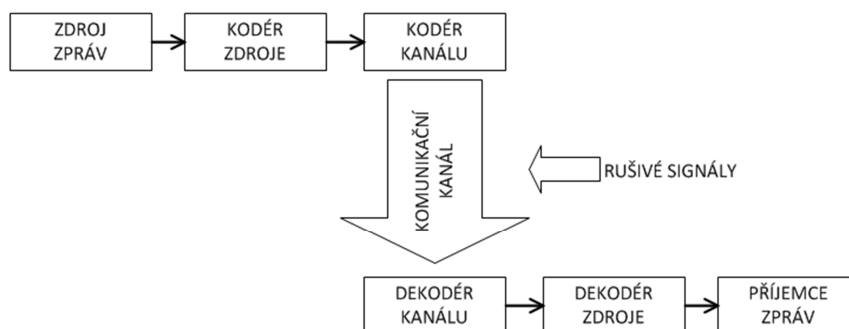 ZDROJ
ZPRÁV
KODÉR
ZDROJE
KODÉR
KANÁLU
KOMUNIKAČNÍ
KANÁL
RUŠIVÉ SIGNÁLY
DEKODÉR
KANÁLU
DEKODÉR
ZDROJE
PŘÍJEMCE
ZPRÁV